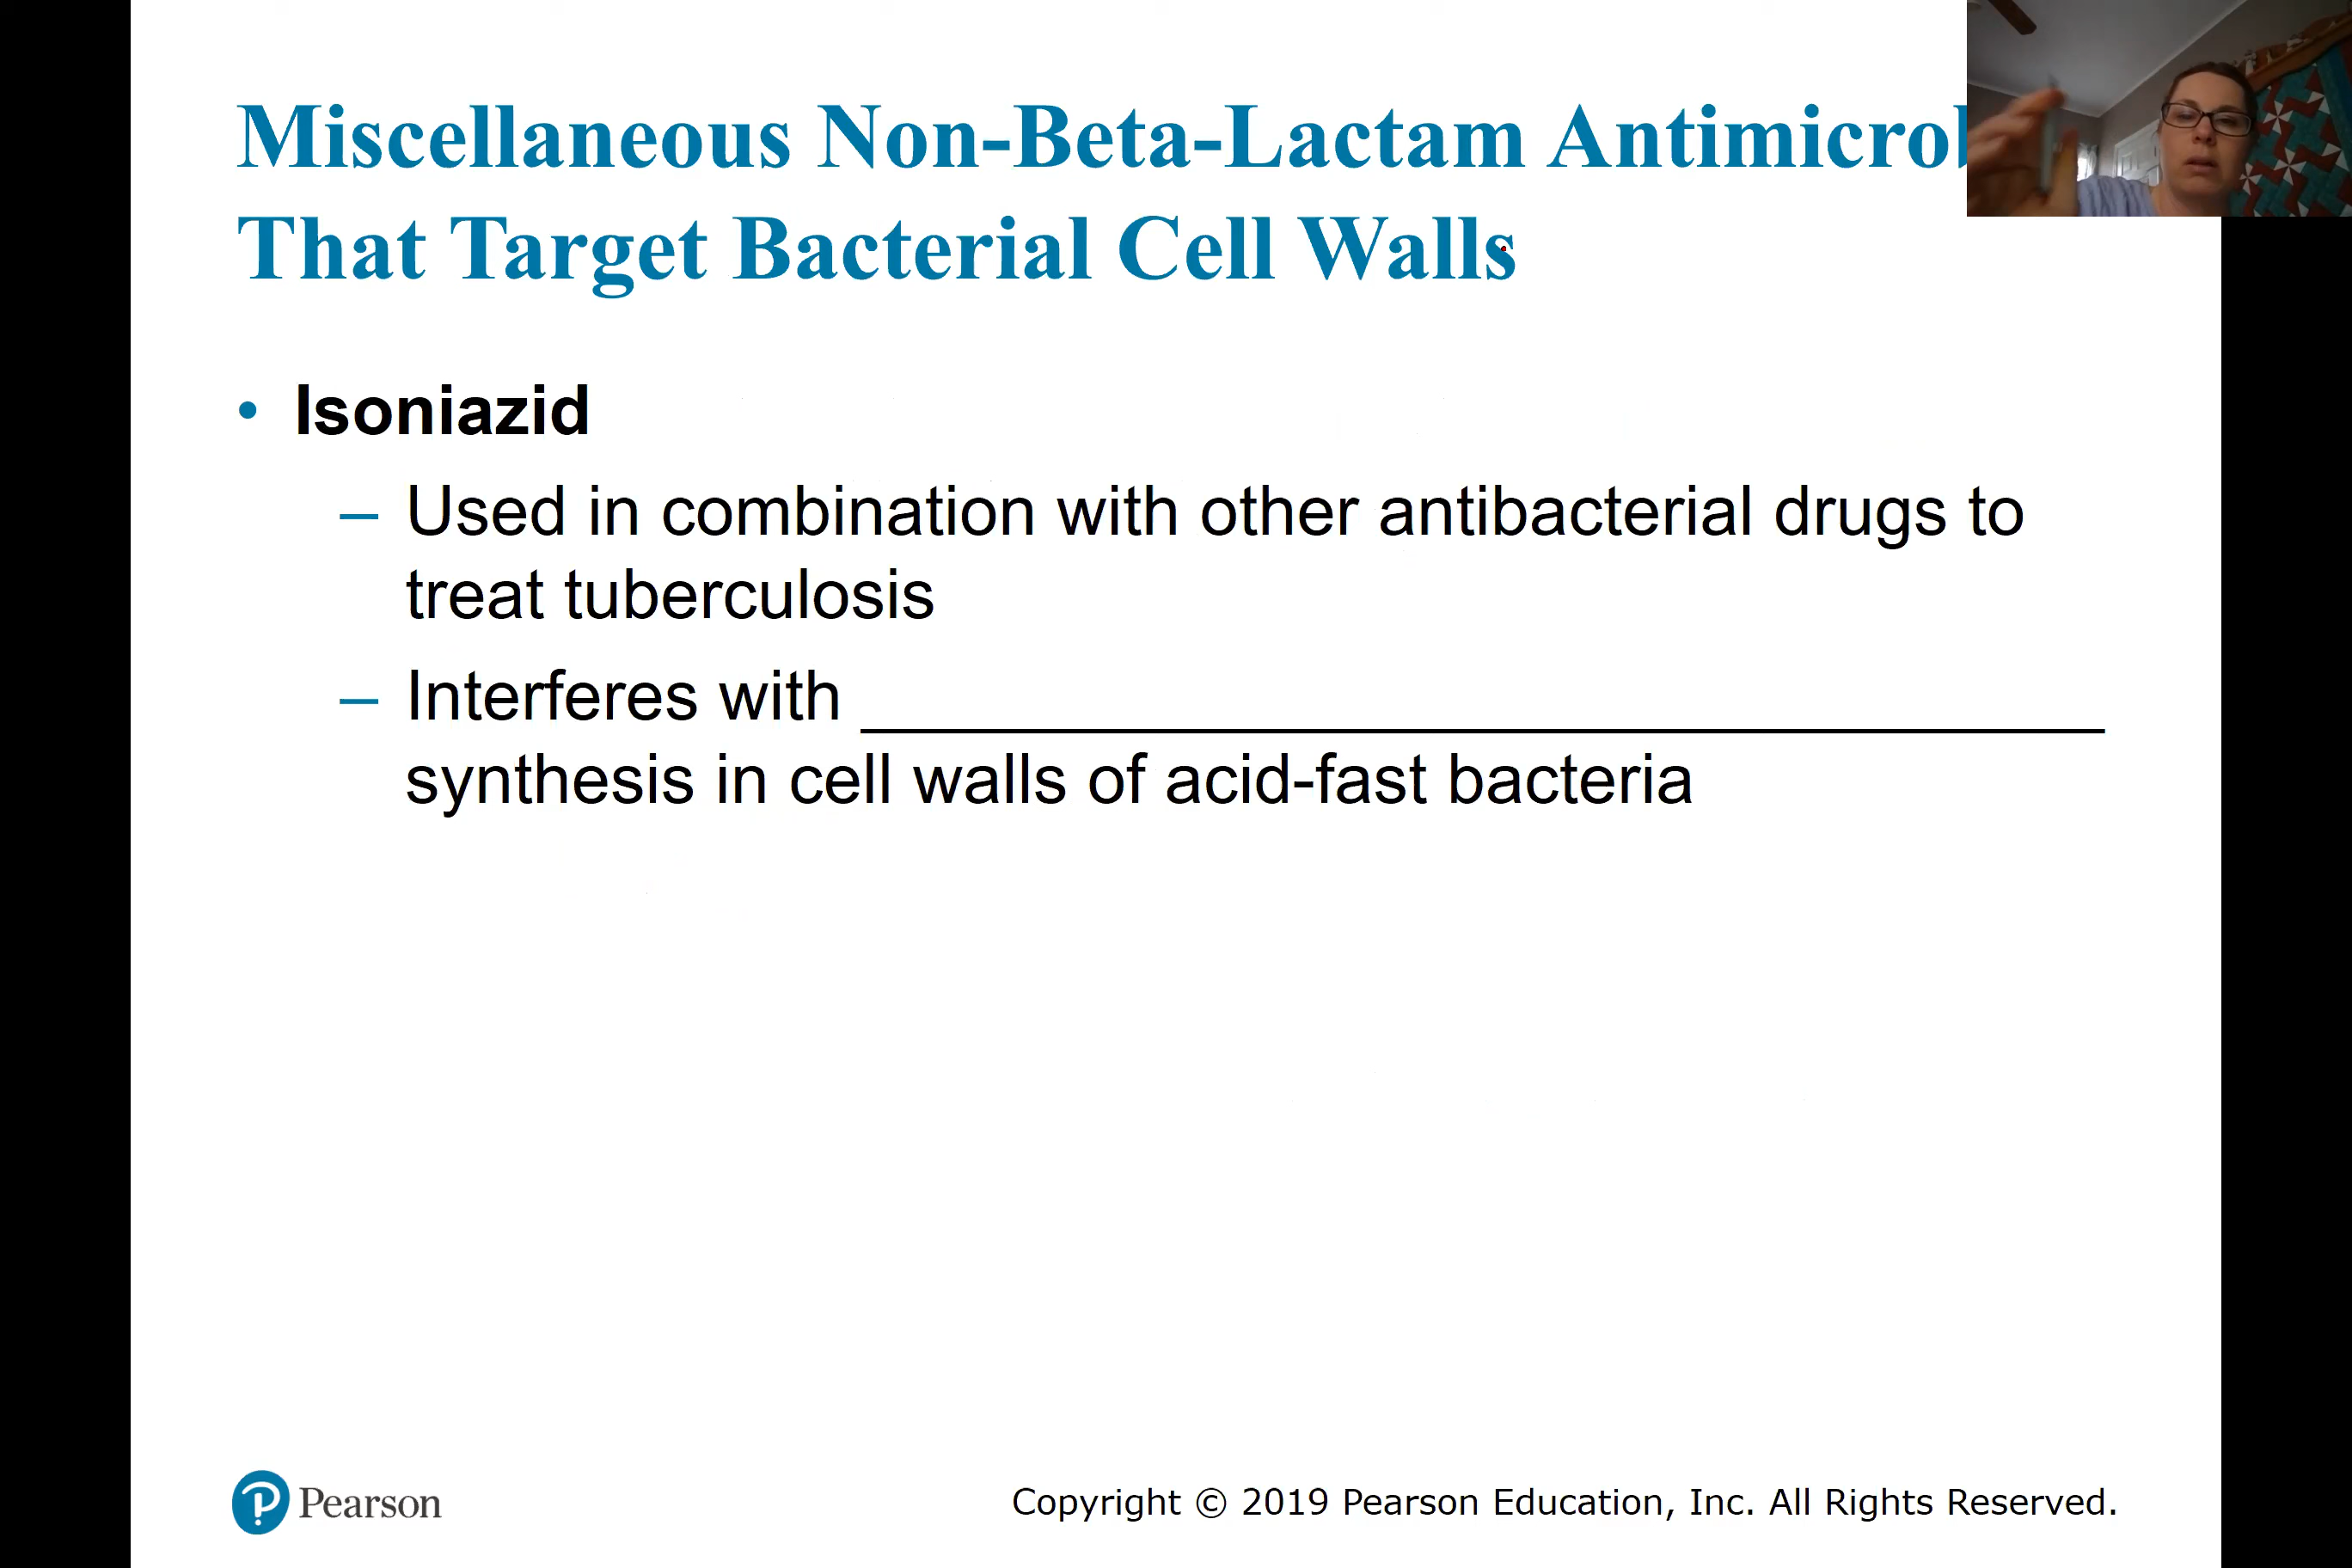 Miscellaneous Non-Beta-Lactam
That Target Bacterial Cell Walls
• Isoniazid
– Used in combination with other antibacterial drugs to
treat tuberculosis
– Interferes with ____________________
synthesis in cell walls of acid-fast bacteria
Pearson
Copyright © 2019 Pearson Education, Inc. All Rights Reserved.